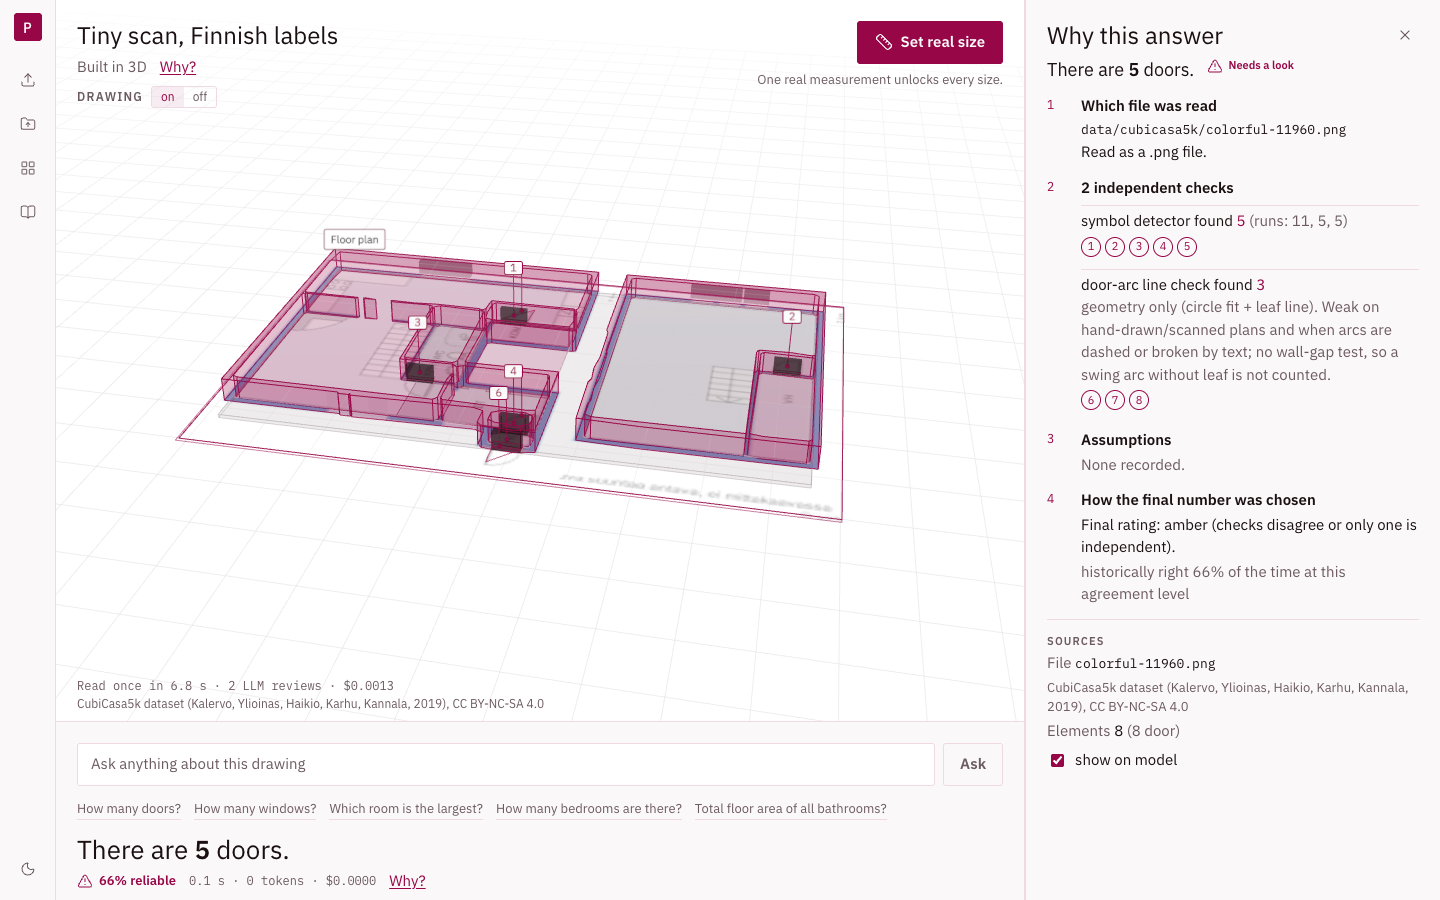 P
Tiny scan, Finnish labels
Built in 3D Why?
DRAWING on off
Set real size
One real measurement unlocks every size.
Floor plan
1
2
3
4
6
Read once in 6.8 s · 2 LLM reviews · $0.0013
CubiCasa5k dataset (Kalervo, Ylioinas, Haikio, Karhu, Kannala, 2019), CC BY-NC-SA 4.0
Ask anything about this drawing
Ask
How many doors? How many windows? Which room is the largest? How many bedrooms are there? Total floor area of all bathrooms?
There are 5 doors.
66% reliable 0.1 s · 0 tokens · $0.0000 Why?
Why this answer
There are 5 doors. Needs a look
1 Which file was read
data/cubicasa5k/colorful-11960.png
Read as a .png file.
2 2 independent checks
symbol detector found 5 (runs: 11, 5, 5)
1 2 3 4 5
door-arc line check found 3
geometry only (circle fit + leaf line). Weak on
hand-drawn/scanned plans and when arcs are
dashed or broken by text; no wall-gap test, so a
swing arc without leaf is not counted.
6 7 8
3 Assumptions
None recorded.
4 How the final number was chosen
Final rating: amber (checks disagree or only one is
independent).
historically right 66% of the time at this
agreement level
SOURCES
File colorful-11960.png
CubiCasa5k dataset (Kalervo, Ylioinas, Haikio, Karhu, Kannala,
2019), CC BY-NC-SA 4.0
Elements 8 (8 door)
show on model